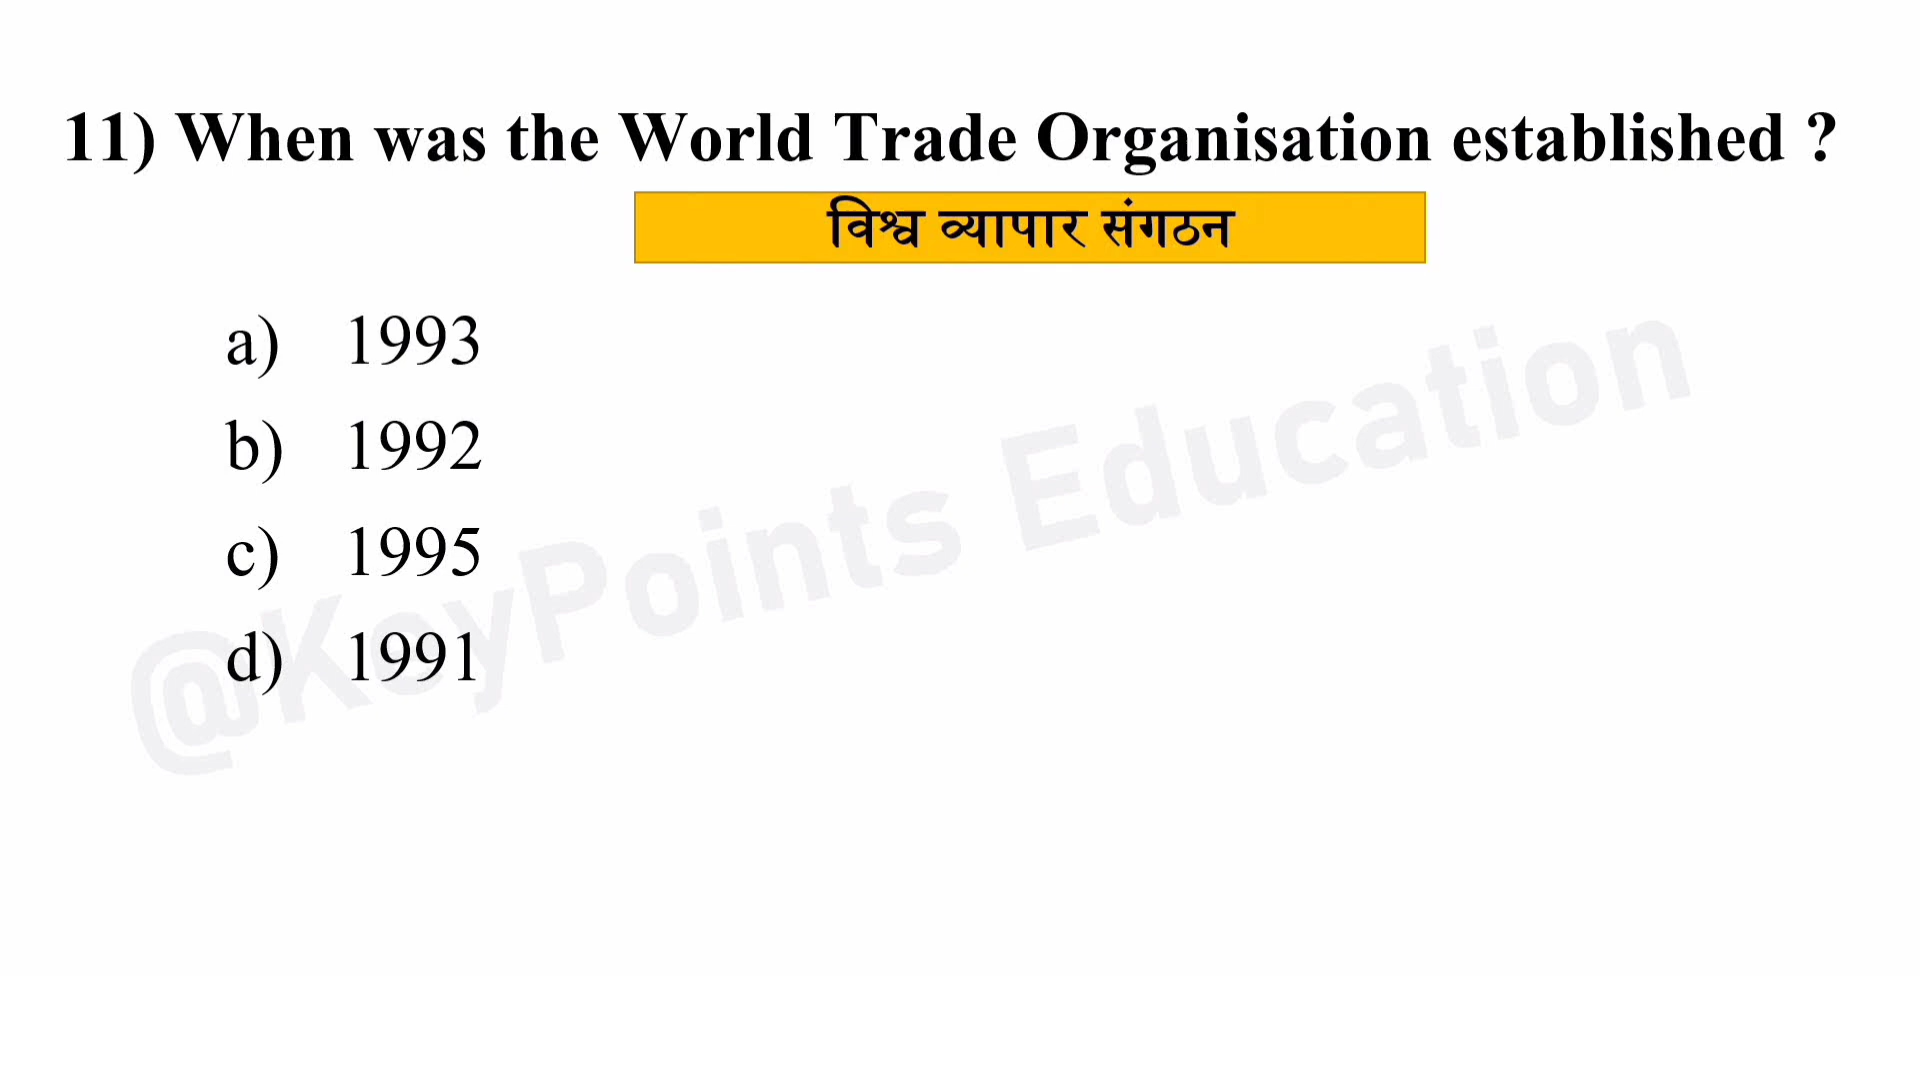 11) When was the World Trade Organisation established ?
विश्व व्यापार संगठन
a) 1993
b) 1992
c) 1995
d) 1991
@KeyPoints Education